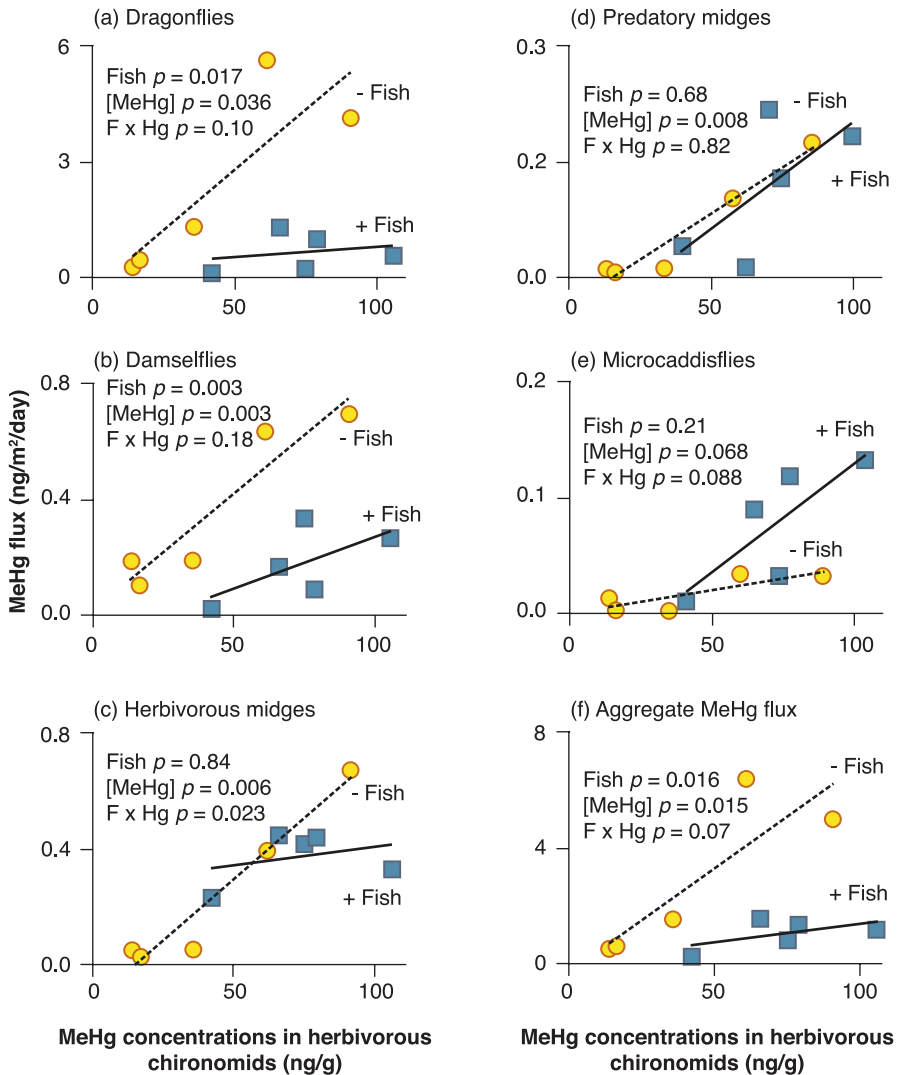 (a) Dragonflies
6
Fish p = 0.017
[MeHg] p = 0.036
F x Hg p = 0.10
- Fish
3
+ Fish
0
0
50
100
(b) Damselflies
0.8
Fish p = 0.003
[MeHg] p = 0.003
F x Hg p = 0.18
- Fish
0.4
+ Fish
0.0
0
50
100
(c) Herbivorous midges
0.8
Fish p = 0.84
[MeHg] p = 0.006
F x Hg p = 0.023
- Fish
0.4
+ Fish
0.0
0
50
100
MeHg flux (ng/m²/day)
MeHg concentrations in herbivorous
chironomids (ng/g)
(d) Predatory midges
0.3
Fish p = 0.68
[MeHg] p = 0.008
F x Hg p = 0.82
- Fish
0.2
+ Fish
0.0
0
50
100
(e) Microcaddisflies
0.2
Fish p = 0.21
[MeHg] p = 0.068
F x Hg p = 0.088
+ Fish
0.1
- Fish
0.0
0
50
100
(f) Aggregate MeHg flux
8
Fish p = 0.016
[MeHg] p = 0.015
F x Hg p = 0.07
- Fish
4
+ Fish
0
0
50
100
MeHg concentrations in herbivorous
chironomids (ng/g)